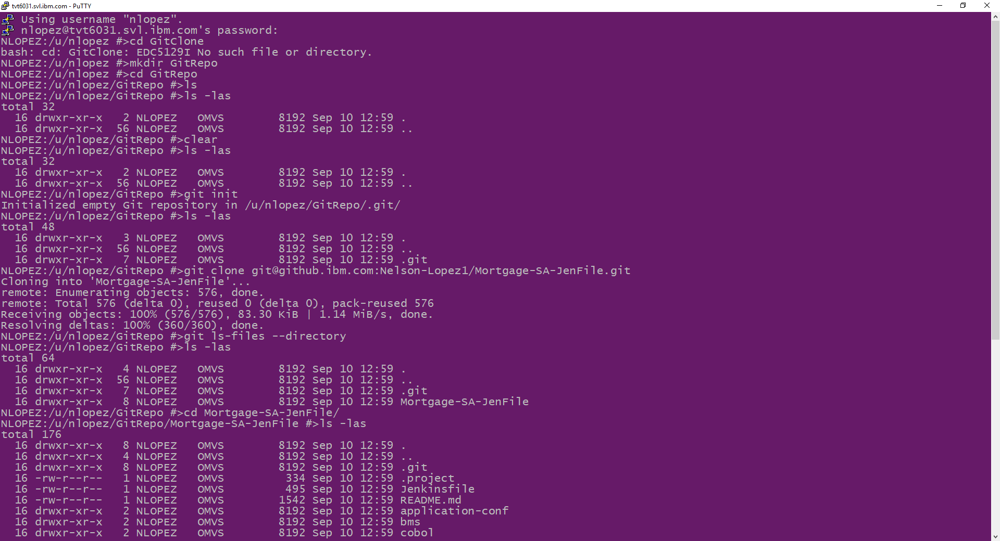 tvt6031.svl.ibm.com - PuTTY
Using username "nlopez".
nlopez@tvt6031.svl.ibm.com's password:
NLOPEZ:/u/nlopez #>cd GitClone
bash: cd: GitClone: EDC5129I No such file or directory.
NLOPEZ:/u/nlopez #>mkdir GitRepo
NLOPEZ:/u/nlopez #>cd GitRepo
NLOPEZ:/u/nlopez/GitRepo #>ls
NLOPEZ:/u/nlopez/GitRepo #>ls -las
total 32
  16 drwxr-xr-x   2 NLOPEZ   OMVS        8192 Sep 10 12:59 .
  16 drwxr-xr-x  56 NLOPEZ   OMVS        8192 Sep 10 12:59 ..
NLOPEZ:/u/nlopez/GitRepo #>clear
NLOPEZ:/u/nlopez/GitRepo #>ls -las
total 32
  16 drwxr-xr-x   2 NLOPEZ   OMVS        8192 Sep 10 12:59 .
  16 drwxr-xr-x  56 NLOPEZ   OMVS        8192 Sep 10 12:59 ..
NLOPEZ:/u/nlopez/GitRepo #>git init
Initialized empty Git repository in /u/nlopez/GitRepo/.git/
NLOPEZ:/u/nlopez/GitRepo #>ls -las
total 48
  16 drwxr-xr-x   3 NLOPEZ   OMVS        8192 Sep 10 12:59 .
  16 drwxr-xr-x  56 NLOPEZ   OMVS        8192 Sep 10 12:59 ..
  16 drwxr-xr-x   7 NLOPEZ   OMVS        8192 Sep 10 12:59 .git
NLOPEZ:/u/nlopez/GitRepo #>git clone git@github.ibm.com:Nelson-Lopez1/Mortgage-SA-JenFile.git
Cloning into 'Mortgage-SA-JenFile'...
remote: Enumerating objects: 576, done.
remote: Total 576 (delta 0), reused 0 (delta 0), pack-reused 576
Receiving objects: 100% (576/576), 83.30 KiB | 1.14 MiB/s, done.
Resolving deltas: 100% (360/360), done.
NLOPEZ:/u/nlopez/GitRepo #>git ls-files --directory
NLOPEZ:/u/nlopez/GitRepo #>ls -las
total 64
  16 drwxr-xr-x   4 NLOPEZ   OMVS        8192 Sep 10 12:59 .
  16 drwxr-xr-x  56 NLOPEZ   OMVS        8192 Sep 10 12:59 ..
  16 drwxr-xr-x   7 NLOPEZ   OMVS        8192 Sep 10 12:59 .git
  16 drwxr-xr-x   8 NLOPEZ   OMVS        8192 Sep 10 12:59 Mortgage-SA-JenFile
NLOPEZ:/u/nlopez/GitRepo #>cd Mortgage-SA-JenFile/
NLOPEZ:/u/nlopez/GitRepo/Mortgage-SA-JenFile #>ls -las
total 176
  16 drwxr-xr-x   8 NLOPEZ   OMVS        8192 Sep 10 12:59 .
  16 drwxr-xr-x   4 NLOPEZ   OMVS        8192 Sep 10 12:59 ..
  16 drwxr-xr-x   8 NLOPEZ   OMVS        8192 Sep 10 12:59 .git
  16 -rw-r--r--   1 NLOPEZ   OMVS         334 Sep 10 12:59 .project
  16 -rw-r--r--   1 NLOPEZ   OMVS         495 Sep 10 12:59 Jenkinsfile
  16 -rw-r--r--   1 NLOPEZ   OMVS        1542 Sep 10 12:59 README.md
  16 drwxr-xr-x   2 NLOPEZ   OMVS        8192 Sep 10 12:59 application-conf
  16 drwxr-xr-x   2 NLOPEZ   OMVS        8192 Sep 10 12:59 bms
  16 drwxr-xr-x   2 NLOPEZ   OMVS        8192 Sep 10 12:59 cobol